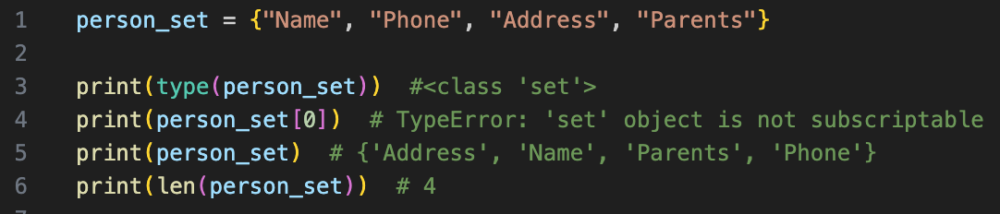 1 person_set = {"Name", "Phone", "Address", "Parents"}
2
3 print(type(person_set))  #<class 'set'>
4 print(person_set[0])  # TypeError: 'set' object is not subscriptable
5 print(person_set)  # {'Address', 'Name', 'Parents', 'Phone'}
6 print(len(person_set))  # 4